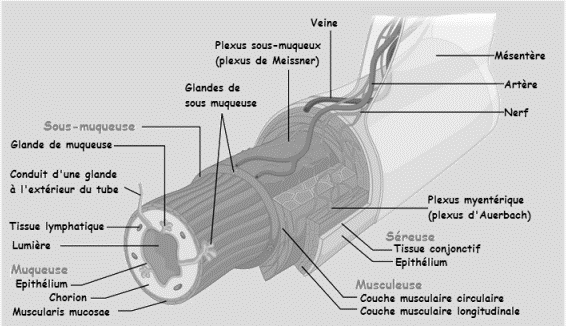 Veine
Plexus sous-muqueux
(plexus de Meissner)
Mésentère
Artère
Glandes de
sous muqueuse
Nerf
Sous-muqueuse
Glande de muqueuse
Conduit d'une glande
à l'extérieur du tube
Plexus myentérique
(plexus d'Auerbach)
Tissue lymphatique
Séreuse
Lumière
Tissue conjonctif
Epithélium
Muqueuse
Epithélium
Musculeuse
Chorion
Couche musculaire circulaire
Muscularis mucosae
Couche musculaire longitudinale